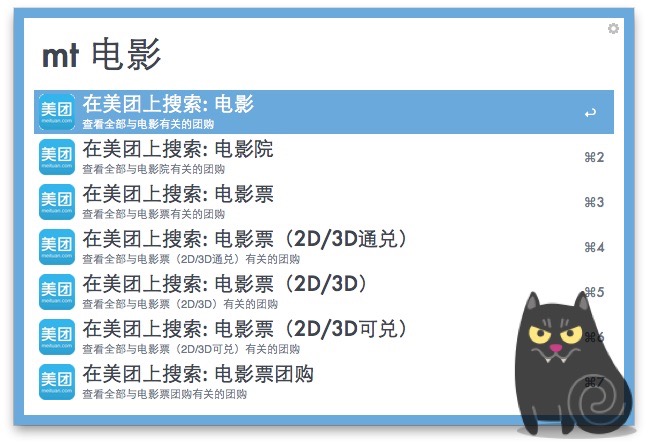 mt 电影
美团
meituan.com
在美团上搜索: 电影
查看全部与电影有关的团购
↩
美团
meituan.com
在美团上搜索: 电影院
查看全部与电影院有关的团购
⌘2
美团
meituan.com
在美团上搜索: 电影票
查看全部与电影票有关的团购
⌘3
美团
meituan.com
在美团上搜索: 电影票（2D/3D通兑）
查看全部与电影票（2D/3D通兑）有关的团购
⌘4
美团
meituan.com
在美团上搜索: 电影票（2D/3D）
查看全部与电影票（2D/3D）有关的团购
⌘5
美团
meituan.com
在美团上搜索: 电影票（2D/3D可兑）
查看全部与电影票（2D/3D可兑）有关的团购
⌘6
美团
meituan.com
在美团上搜索: 电影票团购
查看全部与电影票团购有关的团购
⌘7